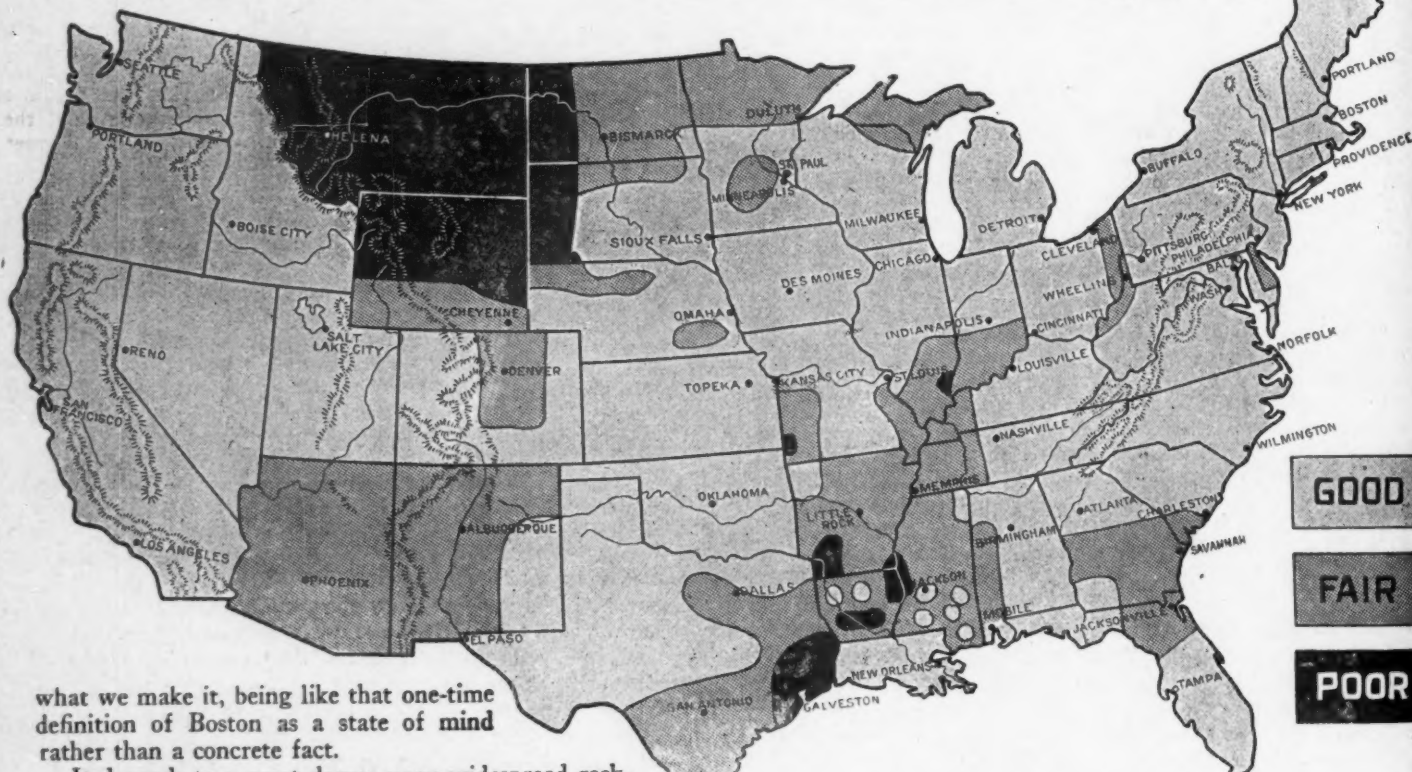 SEATTLE
PORTLAND
HELENA
BISMARCK
DULUTH
ST. PAUL
MINNEAPOLIS
BOISE CITY
SIOUX FALLS
MILWAUKEE
DETROIT
BUFFALO
PORTLAND
BOSTON
PROVIDENCE
NEW YORK
CHICAGO
CLEVELAND
PITTSBURG
PHILADELPHIA
DES MOINES
OMAHA
CHEYENNE
SALT
LAKE CITY
RENO
DENVER
WHEELING
BALTO
WASH
INDIANAPOLIS
CINCINNATI
NORFOLK
TOPEKA
KANSAS CITY
ST LOUIS
LOUISVILLE
SAN
FRANCISCO
NASHVILLE
WILMINGTON
MEMPHIS
OKLAHOMA
LITTLE
ROCK
ALBUQUERQUE
ATLANTA
CHARLESTON
BIRMINGHAM
SAVANNAH
LOS ANGELES
PHOENIX
DALLAS
JACKSON
MOBILE
JACKSONVILLE
EL PASO
NEW ORLEANS
SAN ANTONIO
GALVESTON
TAMPA
GOOD
FAIR
POOR
what we make it, being like that one-time
definition of Boston as a state of mind
rather than a concrete fact.